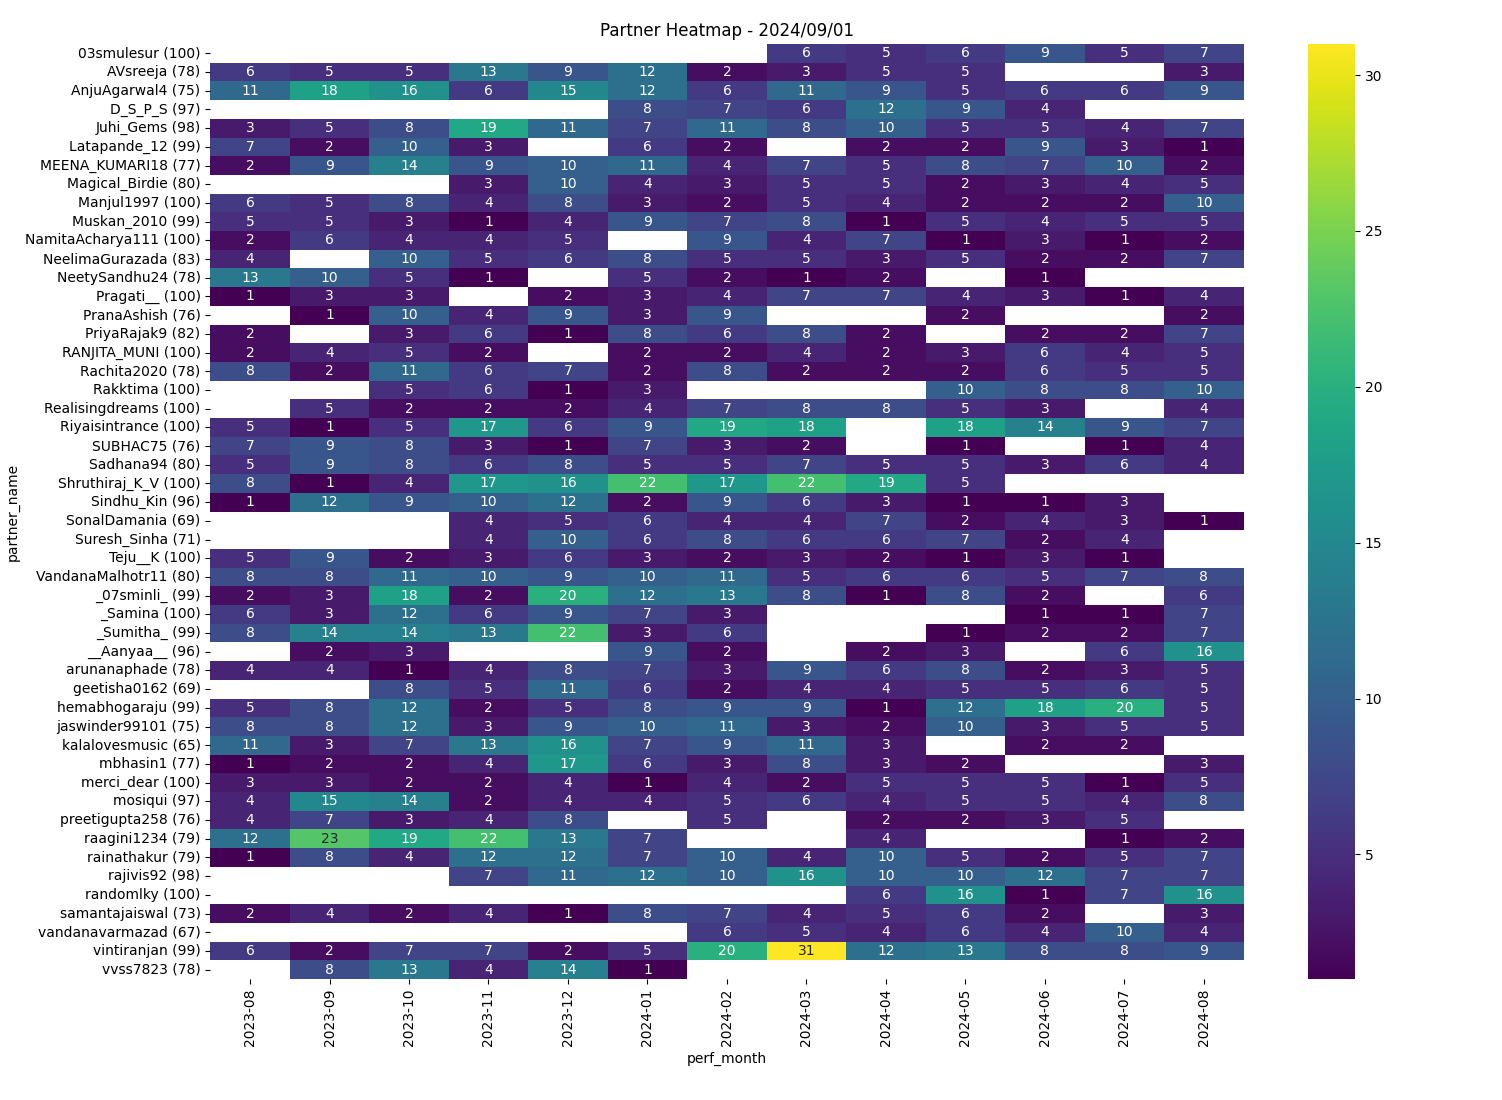 Partner Heatmap - 2024/09/01
partner_name
03smulesur (100) 6 5 6 9 5 7
AVsreeja (78) 6 5 5 13 9 12 2 3 5 5 3
AnjuAgarwal4 (75) 11 18 16 6 15 12 6 11 9 5 6 6 9
D_S_P_S (97) 8 7 6 12 9 4
Juhi_Gems (98) 3 5 8 19 11 7 11 8 10 5 5 4 7
Latapande_12 (99) 7 2 10 3 6 2 2 2 9 3 1
MEENA_KUMARI18 (77) 2 9 14 9 10 11 4 7 5 8 7 10 2
Magical_Birdie (80) 3 10 4 3 5 5 2 3 4 5
Manjul1997 (100) 6 5 8 4 8 3 2 5 4 2 2 2 10
Muskan_2010 (99) 5 5 3 1 4 9 7 8 1 5 4 5 5
NamitaAcharya111 (100) 2 6 4 4 5 9 4 7 1 3 1 2
NeelimaGurazada (83) 4 10 5 6 8 5 5 3 5 2 2 7
NeetySandhu24 (78) 13 10 5 1 5 2 1 2 1
Pragati__ (100) 1 3 3 2 3 4 7 7 4 3 1 4
PranaAshish (76) 1 10 4 9 3 9 2 2
PriyaRajak9 (82) 2 3 6 1 8 6 8 2 2 2 7
RANJITA_MUNI (100) 2 4 5 2 2 2 4 2 3 6 4 5
Rachita2020 (78) 8 2 11 6 7 2 8 2 2 2 6 5 5
Rakktima (100) 5 6 1 3 10 8 8 10
Realisingdreams (100) 5 2 2 2 4 7 8 8 5 3 4
Riyaisintrance (100) 5 1 5 17 6 9 19 18 18 14 9 7
SUBHAC75 (76) 7 9 8 3 1 7 3 2 1 1 4
Sadhana94 (80) 5 9 8 6 8 5 5 7 5 5 3 6 4
Shruthiraj_K_V (100) 8 1 4 17 16 22 17 22 19 5
Sindhu_Kin (96) 1 12 9 10 12 2 9 6 3 1 1 3
SonalDamania (69) 4 5 6 4 4 7 2 4 3 1
Suresh_Sinha (71) 4 10 6 8 6 6 7 2 4
Teju__K (100) 5 9 2 3 6 3 2 3 2 1 3 1
VandanaMalhotr11 (80) 8 8 11 10 9 10 11 5 6 6 5 7 8
_07sminli_ (99) 2 3 18 2 20 12 13 8 1 8 2 6
_Samina (100) 6 3 12 6 9 7 3 1 1 7
_Sumitha_ (99) 8 14 14 13 22 3 6 1 2 2 7
__Aanyaa__ (96) 2 3 9 2 2 3 6 16
arunanaphade (78) 4 4 1 4 8 7 3 9 6 8 2 3 5
geetisha0162 (69) 8 5 11 6 2 4 4 5 5 6 5
hemabhogaraju (99) 5 8 12 2 5 8 9 9 1 12 18 20 5
jaswinder99101 (75) 8 8 12 3 9 10 11 3 2 10 3 5 5
kalalovesmusic (65) 11 3 7 13 16 7 9 11 3 2 2
mbhasin1 (77) 1 2 2 4 17 6 3 8 3 2 3
merci_dear (100) 3 3 2 2 4 1 4 2 5 5 5 1 5
mosiqui (97) 4 15 14 2 4 4 5 6 4 5 5 4 8
preetigupta258 (76) 4 7 3 4 8 5 2 2 3 5
raagini1234 (79) 12 23 19 22 13 7 4 1 2
rainathakur (79) 1 8 4 12 12 7 10 4 10 5 2 5 7
rajivis92 (98) 7 11 12 10 16 10 10 12 7 7
randomlky (100) 6 16 1 7 16
samantajaiswal (73) 2 4 2 4 1 8 7 4 5 6 2 3
vandanavarmazad (67) 6 5 4 6 4 10 4
vintiranjan (99) 6 2 7 7 2 5 20 31 12 13 8 8 9
vvss7823 (78) 8 13 4 14 1
2023-08 2023-09 2023-10 2023-11 2023-12 2024-01 2024-02 2024-03 2024-04 2024-05 2024-06 2024-07 2024-08
perf_month
30
25
20
15
10
5